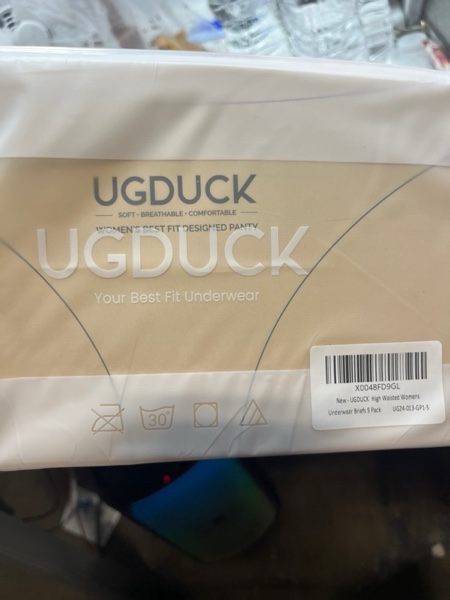 UGDUCK
SOFT • BREATHABLE • COMFORTABLE
WOMEN'S BEST FIT DESIGNED PANTY
UGDUCK
Your Best Fit Underwear
30
X0048FD9GL
New - UGDUCK High Waisted Womens
Underwear Briefs 5 Pack UG24-013-GP1-S